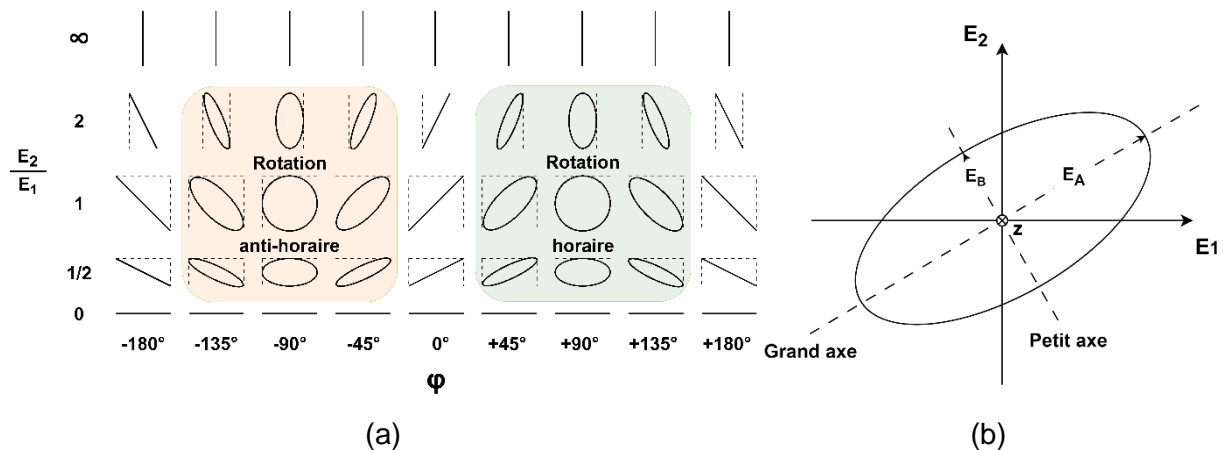 ∞
2
E2
E1
1
1/2
0
Rotation
anti-horaire
Rotation
horaire
-180° -135° -90° -45° 0° +45° +90° +135° +180°
φ
(a)
E2
EB
EA
z
E1
Grand axe
Petit axe
(b)